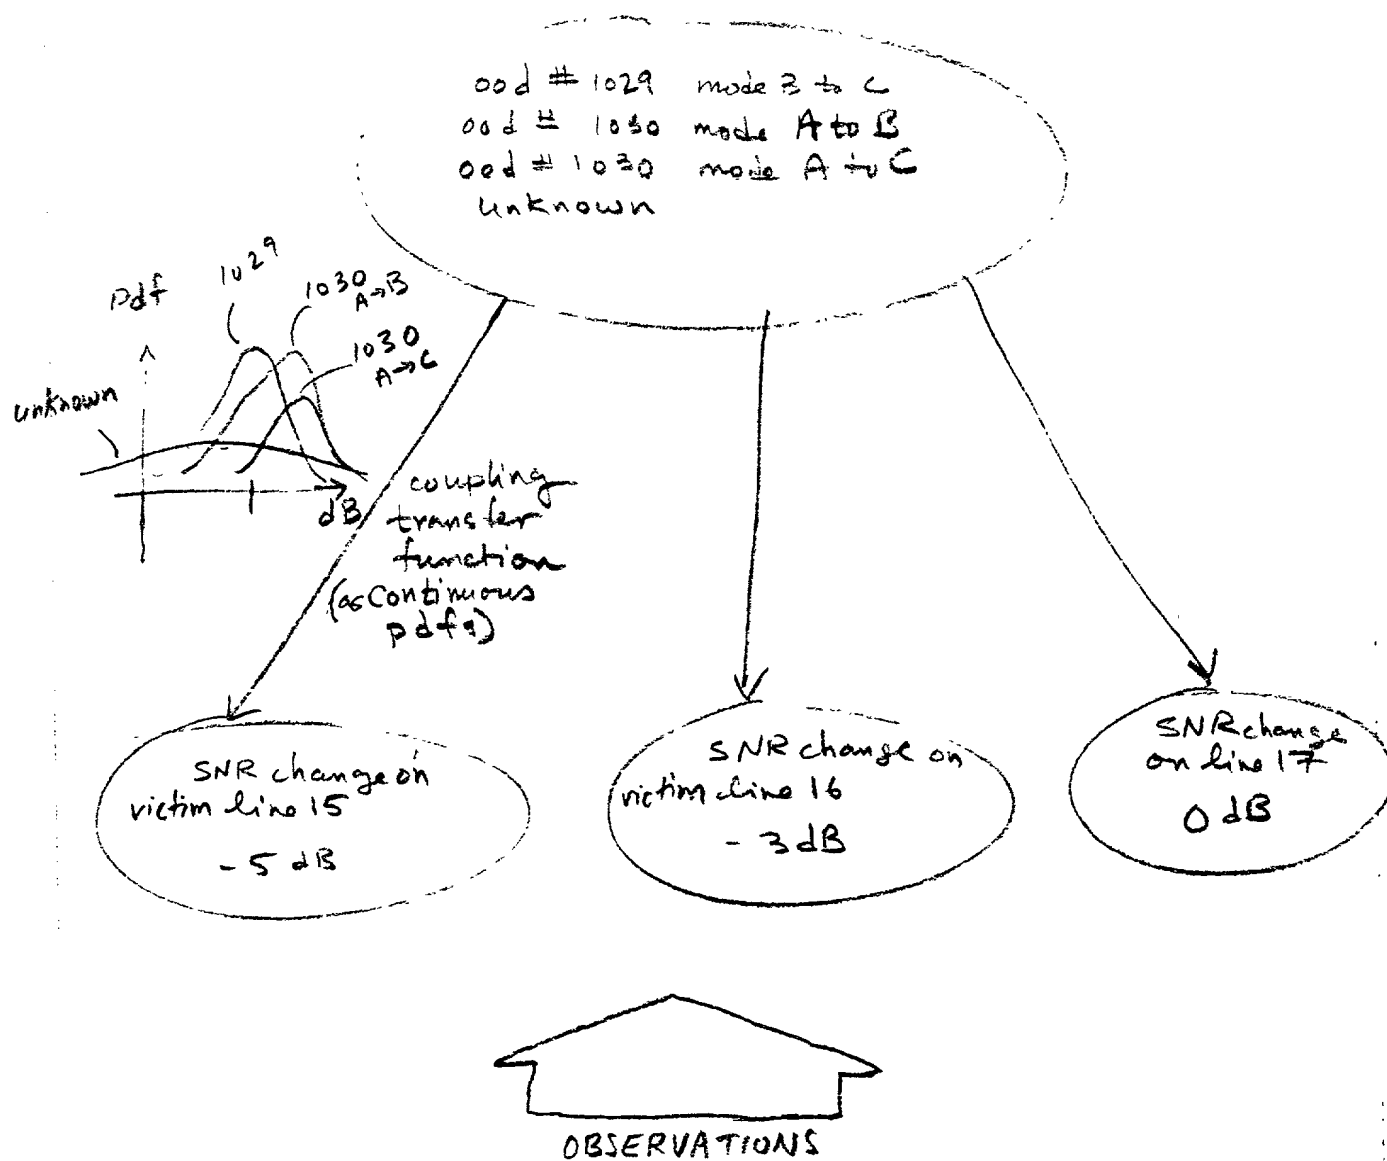 ood # 1029 mode B to C
ood # 1030 mode A to B
ood # 1030 mode A to C
unknown
Pdf
1029
1030
A→B
1030
A→C
unknown
dB
coupling
transfer
function
(as continuous
pdfs)
SNR change on
victim line 15
- 5 dB
SNR change on
victim line 16
- 3 dB
SNR change
on line 17
0 dB
OBSERVATIONS